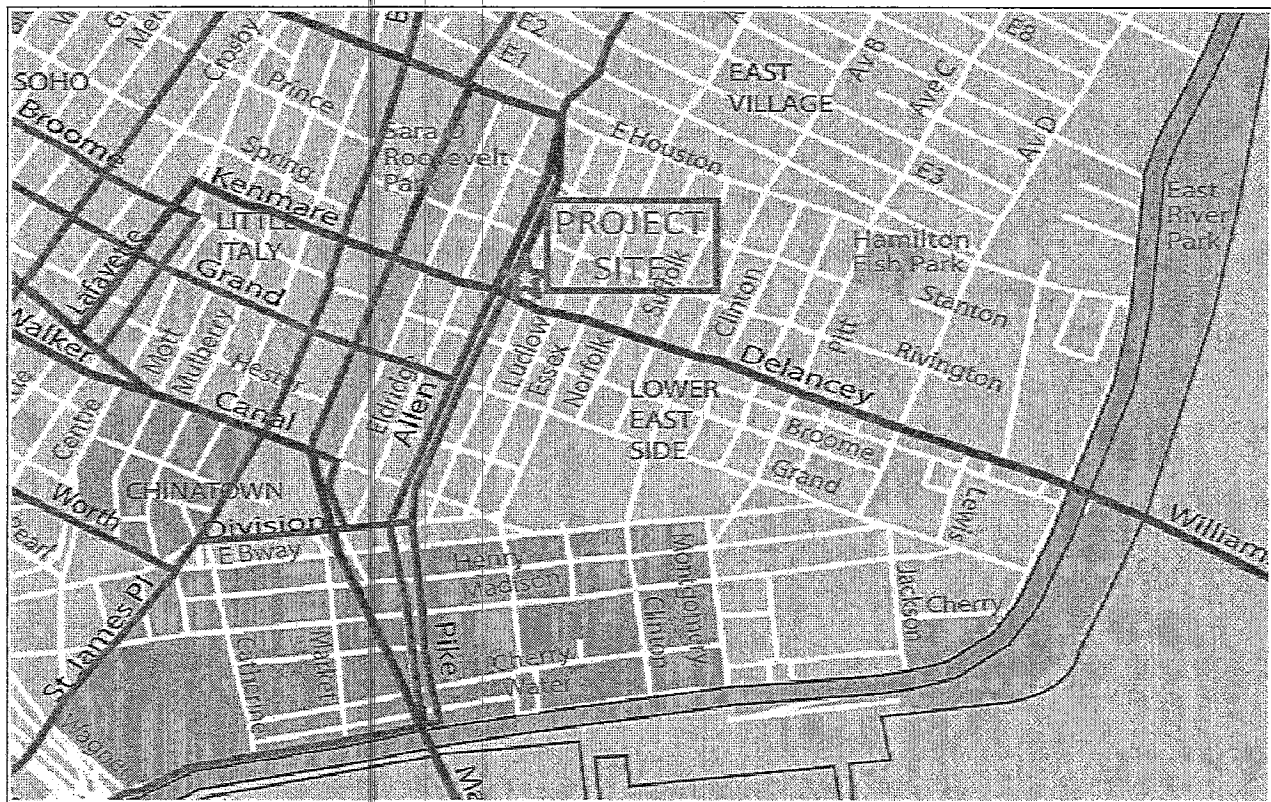 Crosby
Prince
Spring
SOHO
Broome
Kenmare
LITTLE
ITALY
Lafayette
Grand
Sara D
Roosevelt
E1
E2
EAST
VILLAGE
Av B
Ave C
E8
Av D
E3
E Houston
East
River
Park
PROJECT
SITE
Suffolk
Clinton
Hamilton
Fish Park
Stanton
Pitt
Rivington
Delancey
Walker
Mott
Mulberry
Hester
Canal
Centre
Eldridge
Allen
Ludlow
Essex
Norfolk
LOWER
EAST
SIDE
Broome
Grand
Lewis
CHINATOWN
Worth
Pearl
Division
E Bway
Henry
Madison
Montgomery
Clinton
Jackson
Cherry
St James Pl
Catherine
Market
Pike
Cherry
Water